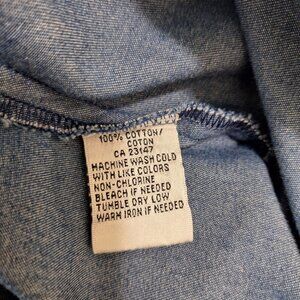 100% COTTON/
COTON
CA 23147
MACHINE WASH COLD
WITH LIKE COLORS
NON-CHLORINE
BLEACH IF NEEDED
TUMBLE DRY LOW
WARM IRON IF NEEDED